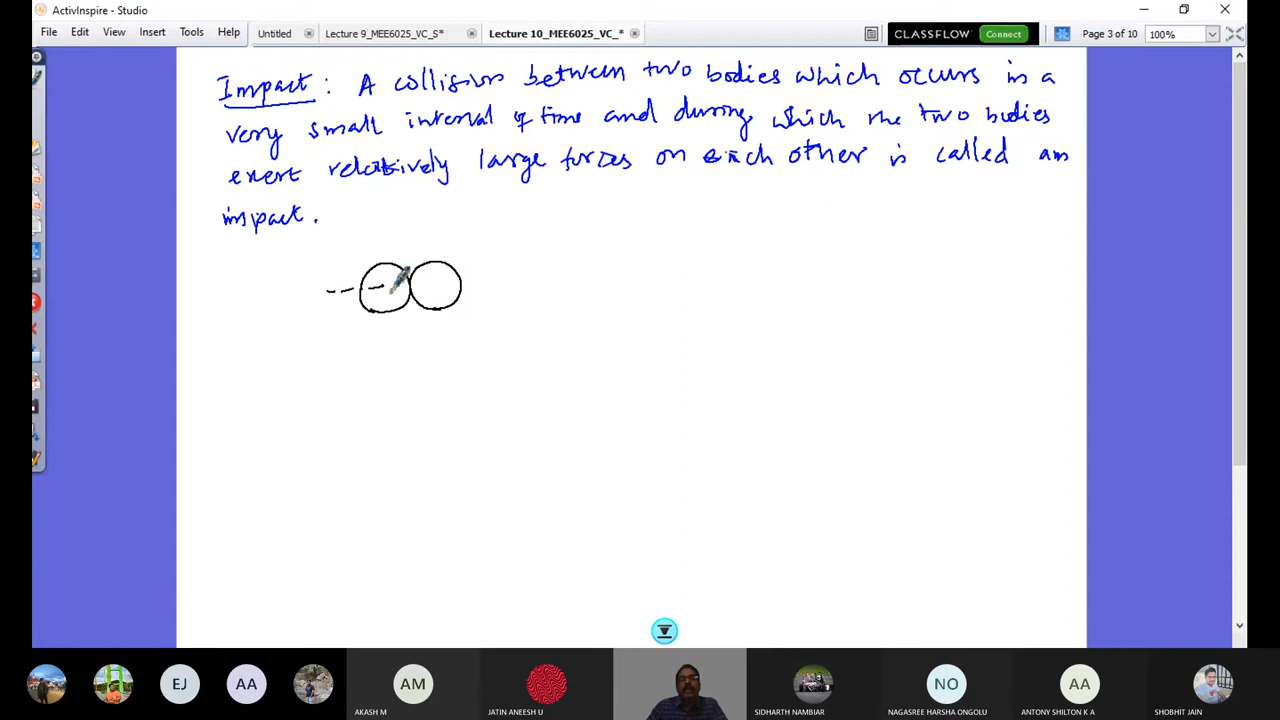 ActivInspire - Studio
File Edit View Insert Tools Help
Untitled
Lecture 9_MEE6025_VC_S*
Lecture 10_MEE6025_VC_*
CLASSFLOW Connect
Page 3 of 10
100%
Impact : A collision between two bodies which occurs in a
very small interval of time and during which the two bodies
exert relatively large forces on each other is called an
impact.
EJ AA AM NO AA
AKASH M
JATIN ANEESH U
SIDHARTH NAMBIAR
NAGASREE HARSHA ONGOLU
ANTONY SHILTON K A
SHOBHIT JAIN